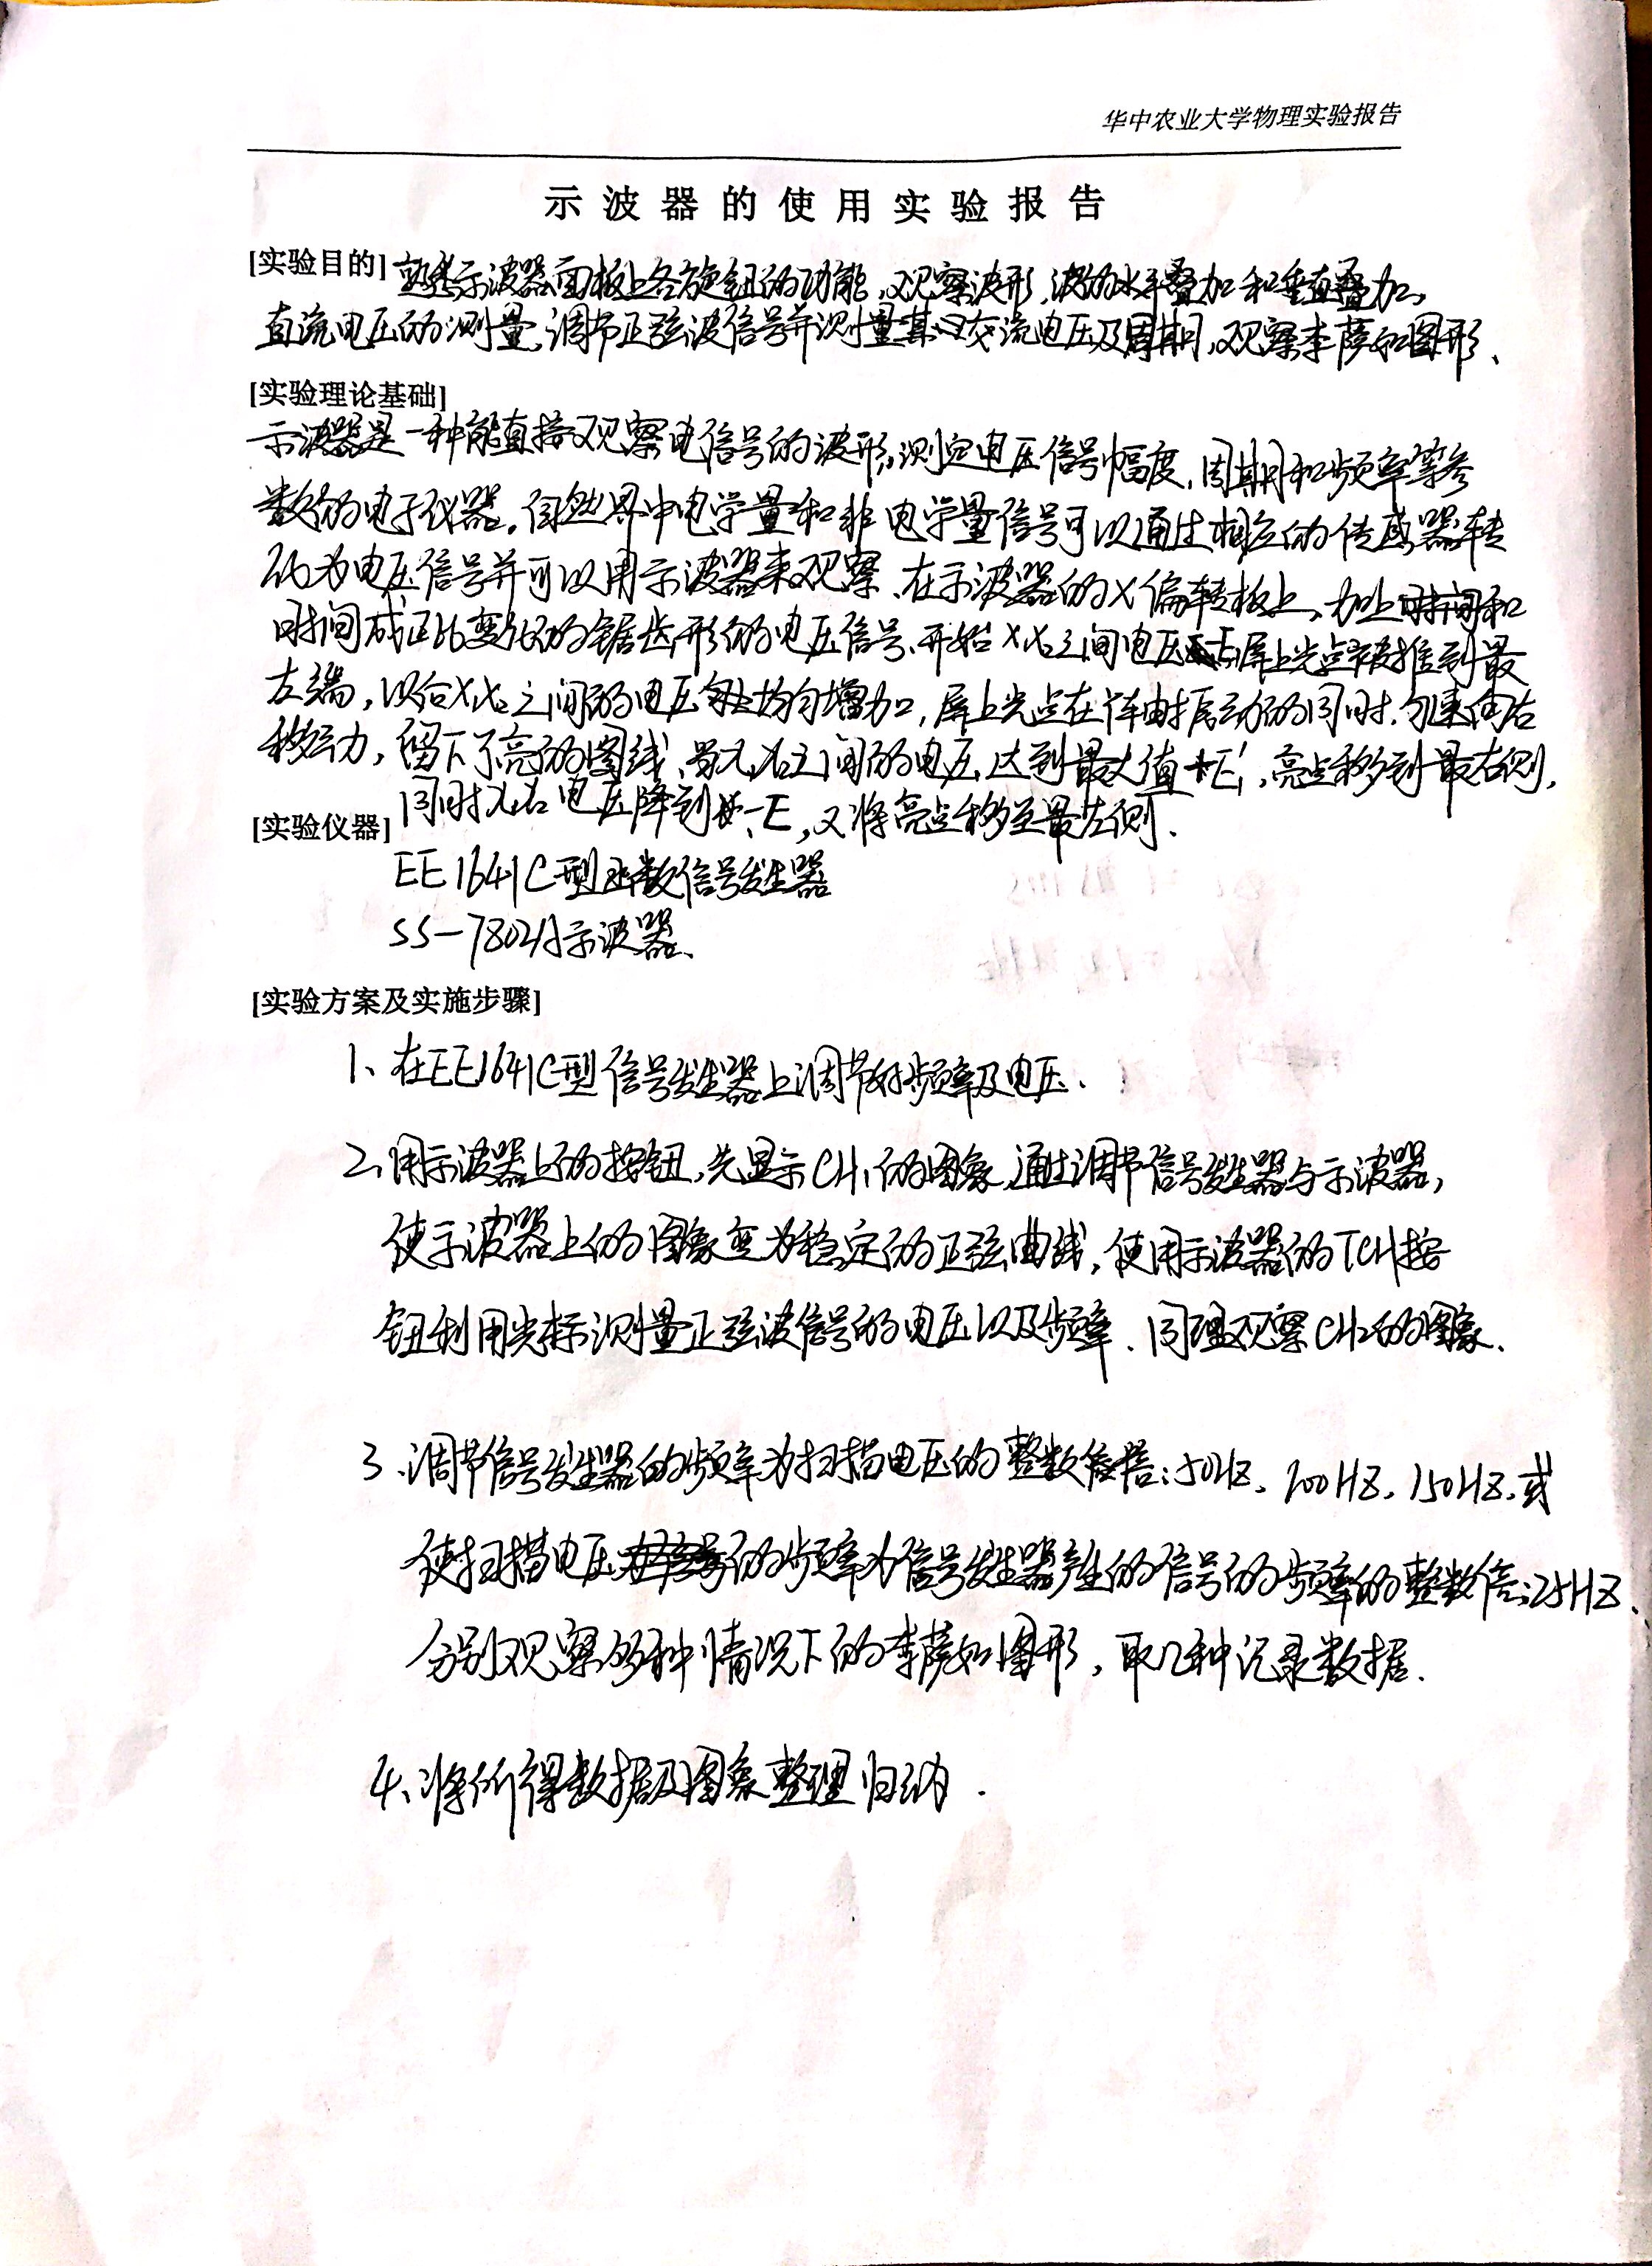 华中农业大学物理实验报告
示波器的使用实验报告
[实验目的] 熟悉示波器面板上各旋钮的功能,观察波形,波的水平叠加和垂直叠加,
直流电压的测量,调节正弦波信号并测量其交流电压及周期,观察李萨如图形、
[实验理论基础]
示波器是一种能直接观察电信号的波形,测定电压信号幅度,周期和频率等参
数的电子仪器。自然界中电学量和非电学量信号可以通过相应的传感器转
化为电压信号并可以用示波器来观察、在示波器的X偏转板上,加上时间和
时间成正比变化的锯齿形的电压信号、开始 之间电压 屏上光点被推到最
左端,以后 之间的电压均匀增加,屏上光点在 振动的同时,匀速向右
移动,留下了亮的图线、当 之间的电压达到最大值+E,亮点移到最右侧,
同时 电压降到 -E,又将亮点移至最左侧、
[实验仪器]
EE1641C型函数信号发生器
SS-7802A示波器、
[实验方案及实施步骤]
1、在EE1641C型信号发生器上调节好频率及电压.
2、用示波器上的按钮,先显示CH1的图象,通过调节信号发生器与示波器,
使示波器上的图象变为稳定的正弦曲线,使用示波器的TCH按
钮利用光标测量正弦波信号的电压以及频率.同理观察CH2的图象.
3、调节信号发生器的频率为扫描电压的整数倍:50HZ、100HZ、150HZ,或
使扫描电压的频率为信号发生器产生的信号的频率的整数倍:25HZ、
分别观察多种情况下的李萨如图形,取几种记录数据.
4、将所得数据及图象整理归纳.